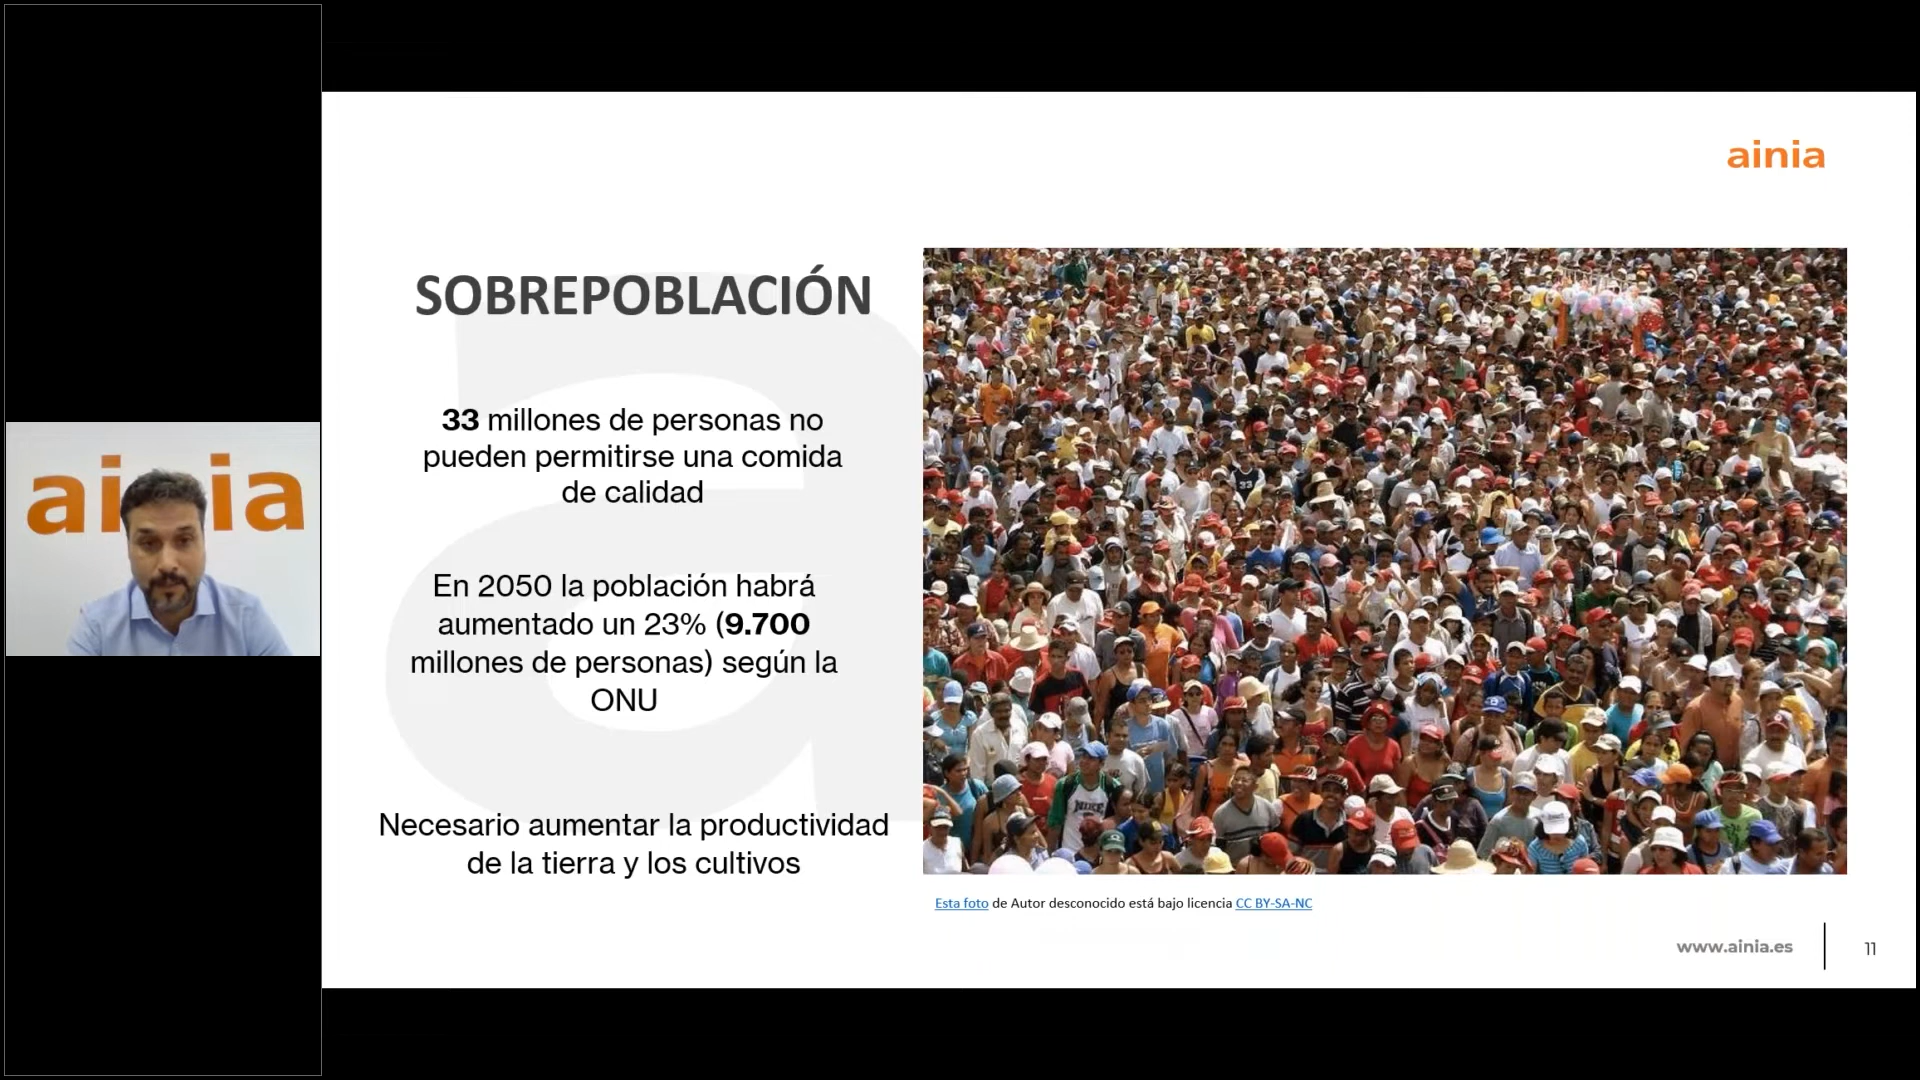 ainia
ainia
SOBREPOBLACIÓN
33 millones de personas no
pueden permitirse una comida
de calidad
En 2050 la población habrá
aumentado un 23% (9.700
millones de personas) según la
ONU
Necesario aumentar la productividad
de la tierra y los cultivos
33
NIKE
Esta foto de Autor desconocido está bajo licencia CC BY-SA-NC
www.ainia.es
11